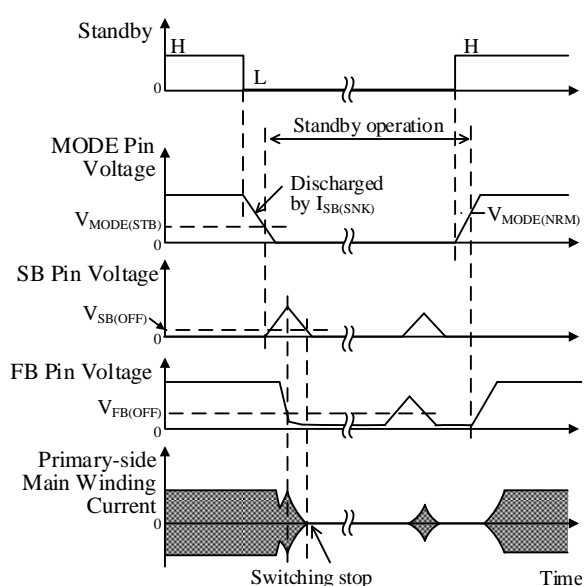 Standby
H
H
L
0
Standby operation
MODE Pin
Voltage
Discharged
by I_SB(SNK)
V_MODE(STB)
V_MODE(NRM)
0
SB Pin Voltage
V_SB(OFF)
0
FB Pin Voltage
V_FB(OFF)
0
Primary-side
Main Winding
Current
0
Switching stop
Time